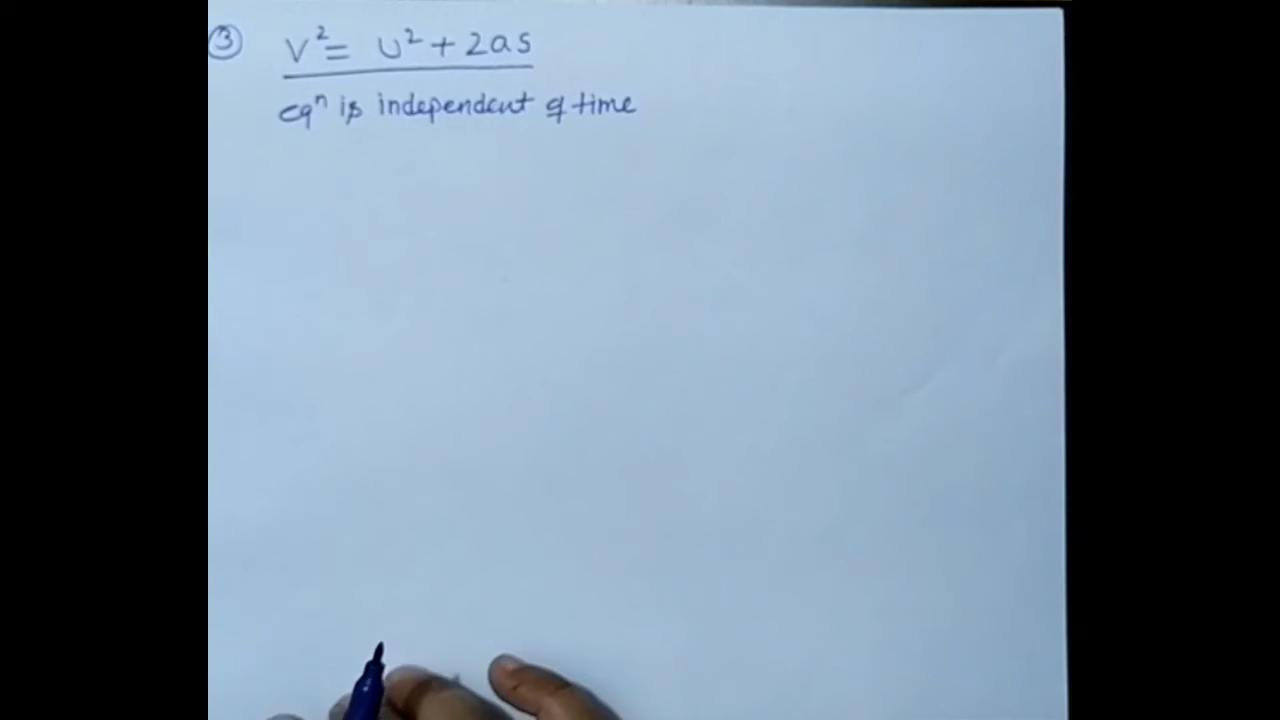 ③ v² = u² + 2as
eqⁿ is independent of time